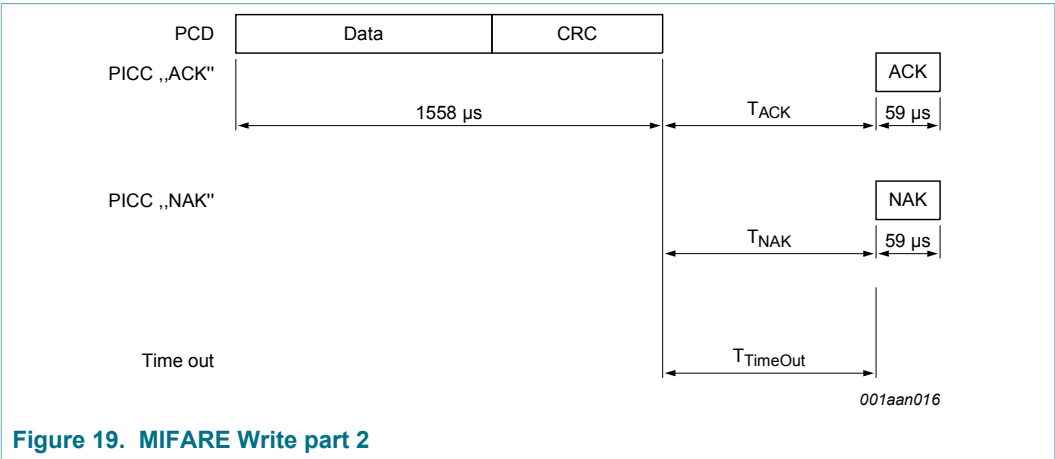 PCD Data CRC
PICC ,,ACK" ACK
1558 µs TACK 59 µs
PICC ,,NAK" NAK
TNAK 59 µs
Time out TTimeOut
001aan016
Figure 19. MIFARE Write part 2